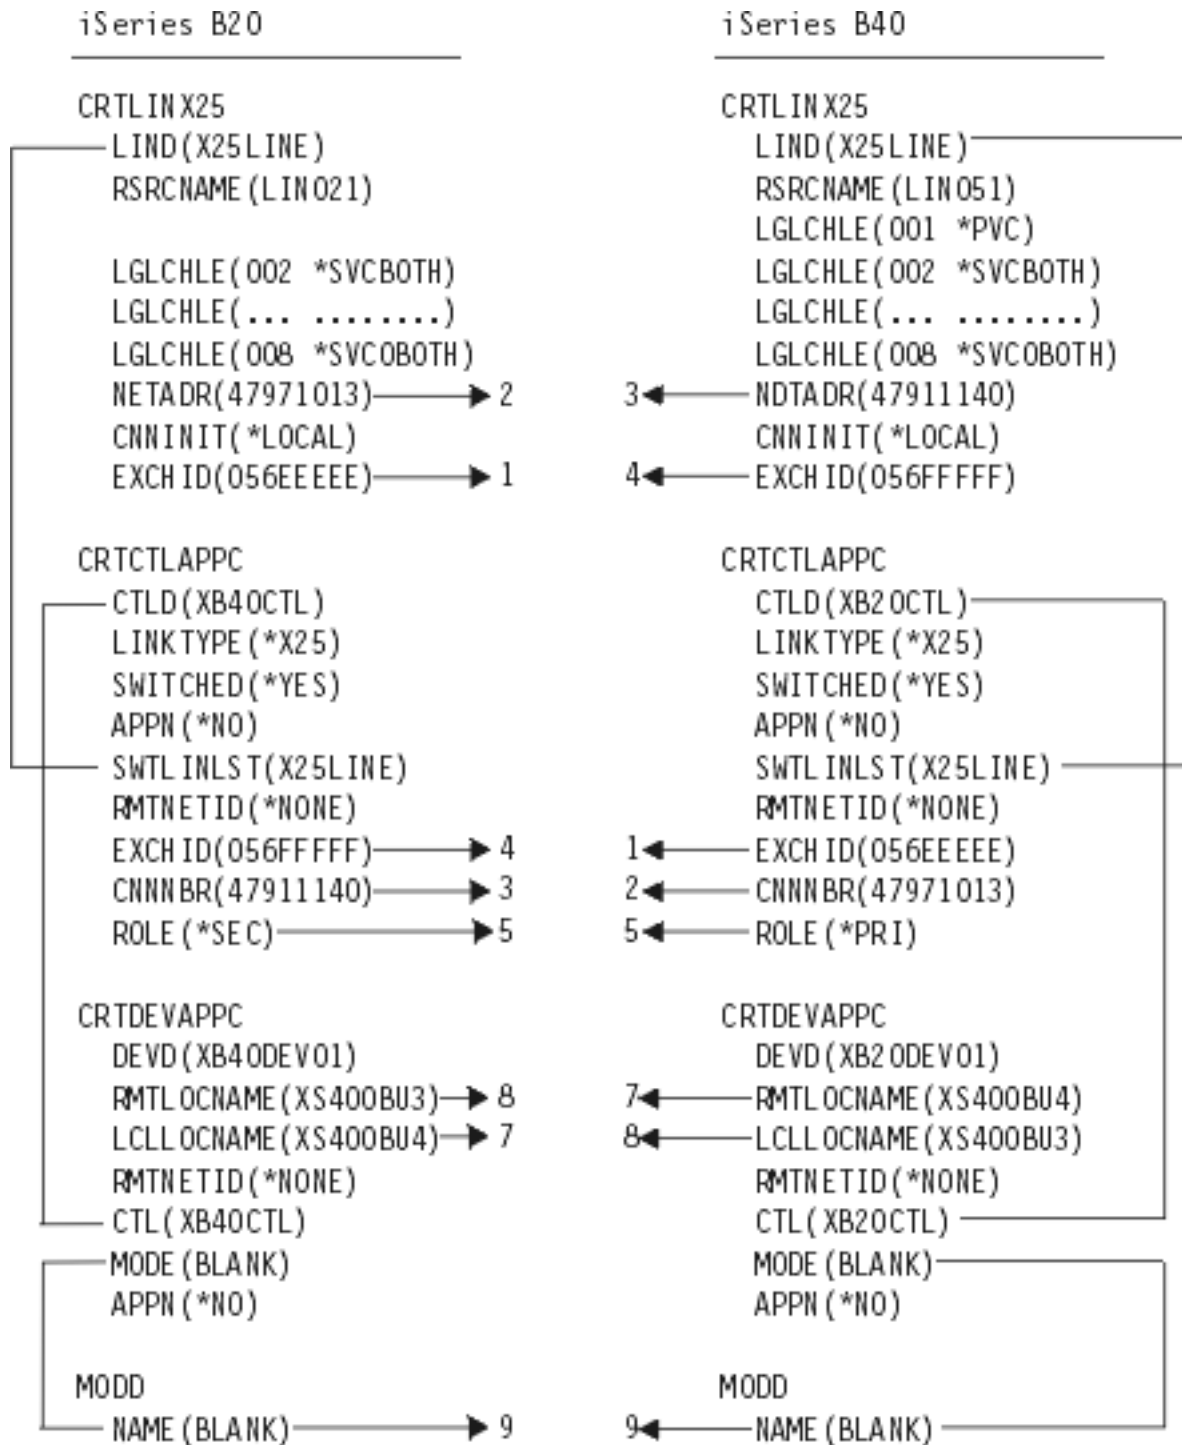 iSeries B20
CRTLINX25
LIND(X25LINE)
RSRCNAME(LIN021)
LGLCHLE(002 *SVCBOTH)
LGLCHLE(... ........)
LGLCHLE(008 *SVCOBOTH)
NETADR(47971013) 2
CNNINIT(*LOCAL)
EXCHID(056EEEEE) 1
CRTCTLAPPC
CTLD(XB40CTL)
LINKTYPE(*X25)
SWITCHED(*YES)
APPN(*NO)
SWTLINLST(X25LINE)
RMTNETID(*NONE)
EXCHID(056FFFFF) 4
CNNNBR(47911140) 3
ROLE(*SEC) 5
CRTDEVAPPC
DEVD(XB40DEV01)
RMTLOCNAME(XS400BU3) 8
LCLLOCNAME(XS400BU4) 7
RMTNETID(*NONE)
CTL(XB40CTL)
MODE(BLANK)
APPN(*NO)
MODD
NAME(BLANK) 9
iSeries B40
CRTLINX25
LIND(X25LINE)
RSRCNAME(LIN051)
LGLCHLE(001 *PVC)
LGLCHLE(002 *SVCBOTH)
LGLCHLE(... ........)
LGLCHLE(008 *SVCOBOTH)
3 NDTADR(47911140)
CNNINIT(*LOCAL)
4 EXCHID(056FFFFF)
CRTCTLAPPC
CTLD(XB20CTL)
LINKTYPE(*X25)
SWITCHED(*YES)
APPN(*NO)
SWTLINLST(X25LINE)
RMTNETID(*NONE)
1 EXCHID(056EEEEE)
2 CNNNBR(47971013)
5 ROLE(*PRI)
CRTDEVAPPC
DEVD(XB20DEV01)
7 RMTLOCNAME(XS400BU4)
8 LCLLOCNAME(XS400BU3)
RMTNETID(*NONE)
CTL(XB20CTL)
MODE(BLANK)
APPN(*NO)
MODD
9 NAME(BLANK)